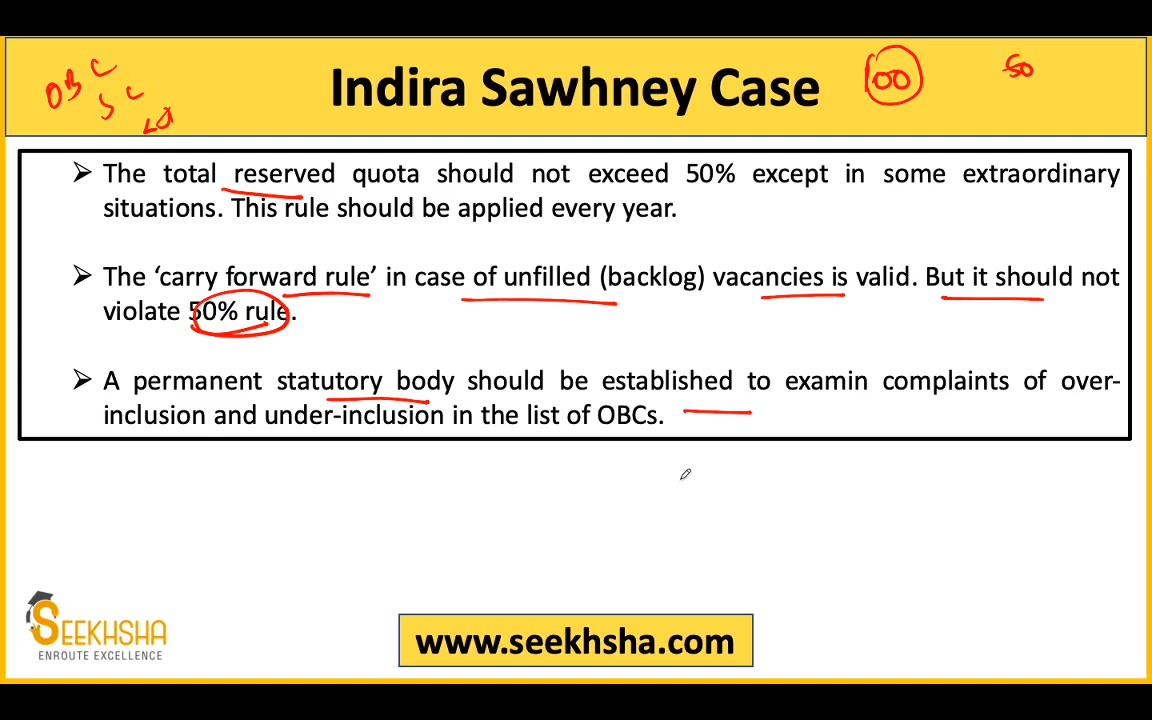 OBC
SC
Indira Sawhney Case
100
50
➢ The total reserved quota should not exceed 50% except in some extraordinary
situations. This rule should be applied every year.
➢ The ‘carry forward rule’ in case of unfilled (backlog) vacancies is valid. But it should not
violate 50% rule.
➢ A permanent statutory body should be established to examin complaints of over-
inclusion and under-inclusion in the list of OBCs.
SEEKHSHA
ENROUTE EXCELLENCE
www.seekhsha.com